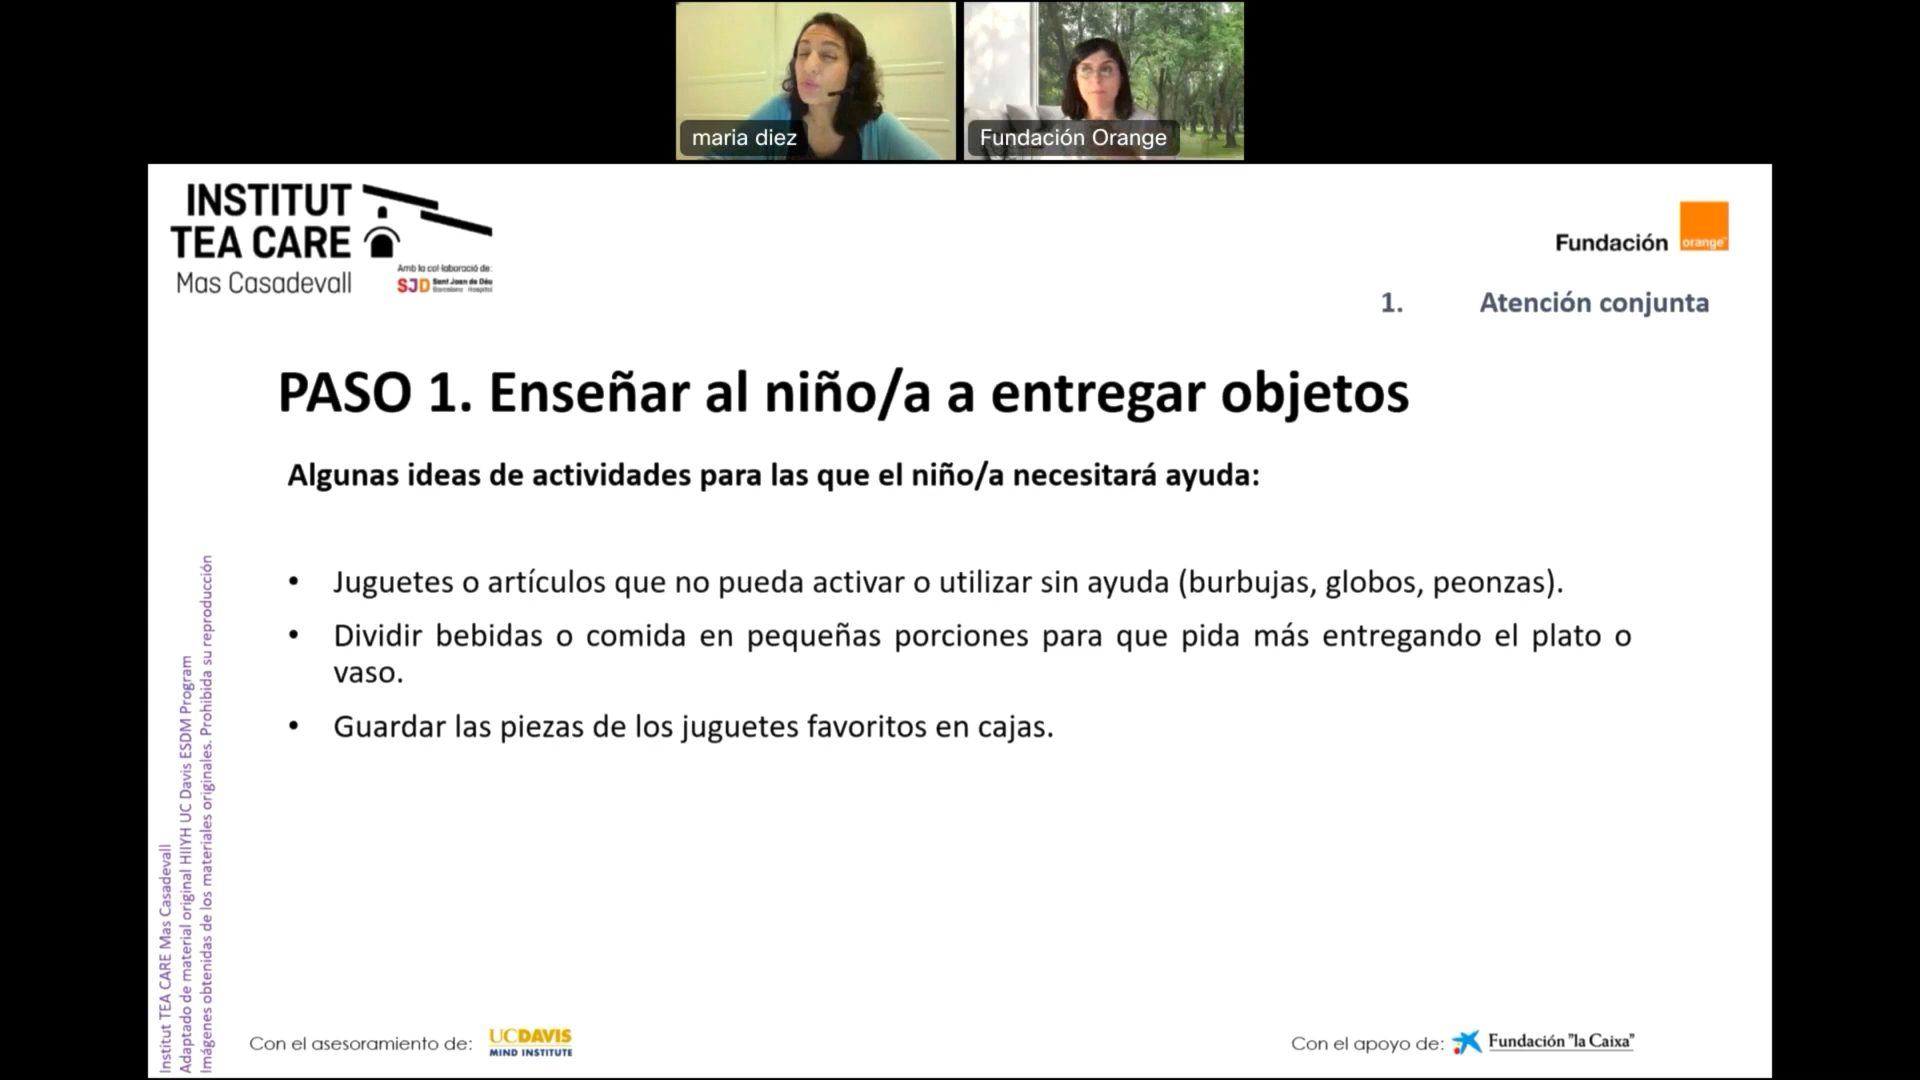 maria diez
Fundación Orange
INSTITUT
TEA CARE
Mas Casadevall
Amb la col·laboració de:
SJD Sant Joan de Déu
Barcelona · Hospital
Fundación orange™
1. Atención conjunta
PASO 1. Enseñar al niño/a a entregar objetos
Algunas ideas de actividades para las que el niño/a necesitará ayuda:
• Juguetes o artículos que no pueda activar o utilizar sin ayuda (burbujas, globos, peonzas).
• Dividir bebidas o comida en pequeñas porciones para que pida más entregando el plato o
vaso.
• Guardar las piezas de los juguetes favoritos en cajas.
Institut TEA CARE Mas Casadevall
Adaptado de material original HIIYH UC Davis ESDM Program
Imágenes obtenidas de los materiales originales. Prohibida su reproducción
Con el asesoramiento de: UCDAVIS
MIND INSTITUTE
Con el apoyo de: Fundación "la Caixa"